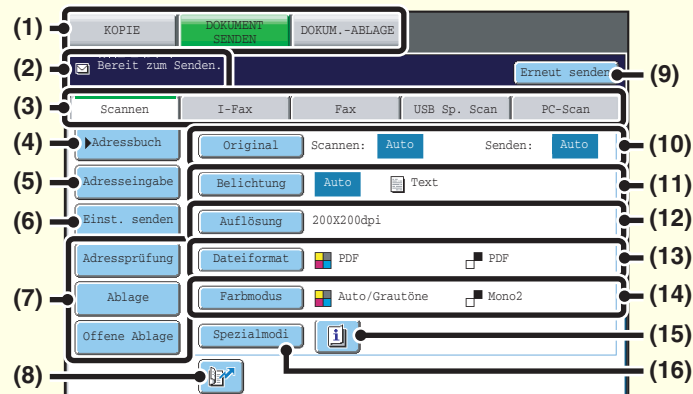 (1) KOPIE DOKUMENT SENDEN DOKUM.-ABLAGE
(2) Bereit zum Senden.
Erneut senden (9)
(3) Scannen I-Fax Fax USB Sp. Scan PC-Scan
(4) Adressbuch Original Scannen: Auto Senden: Auto (10)
(5) Adresseingabe Belichtung Auto Text (11)
(6) Einst. senden Auflösung 200X200dpi (12)
Adressprüfung Dateiformat PDF PDF (13)
(7) Ablage Farbmodus Auto/Grautöne Mono2 (14)
Offene Ablage Spezialmodi (15)
(16)
(8)